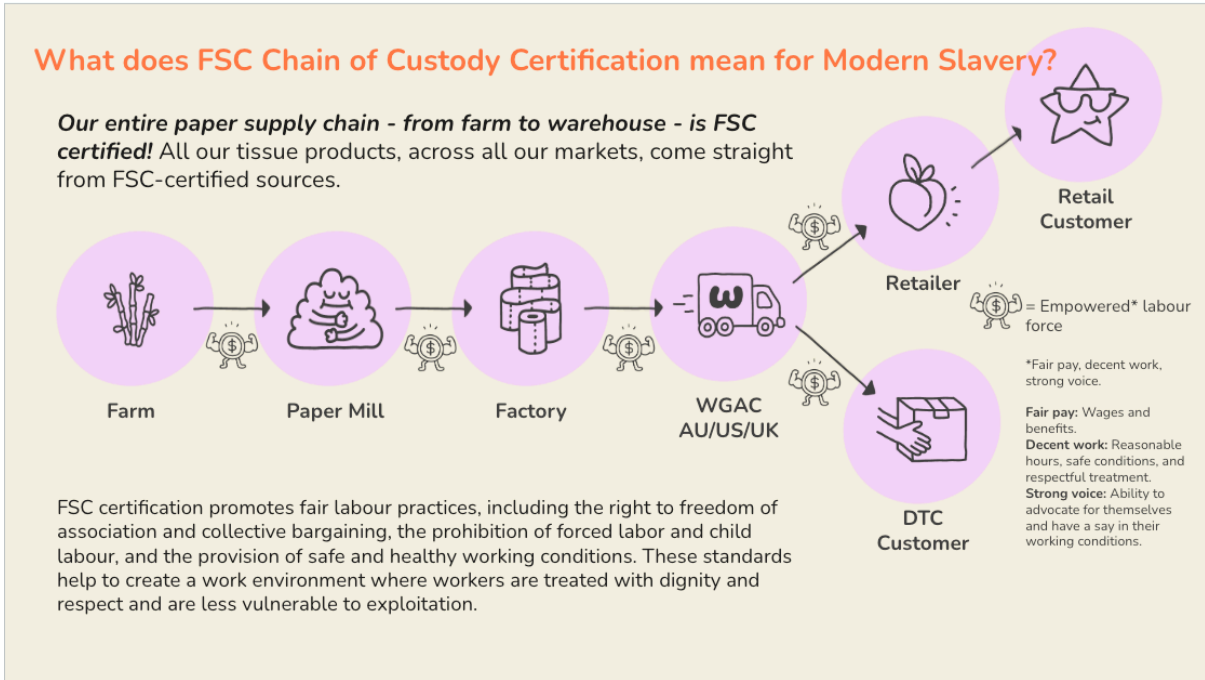 What does FSC Chain of Custody Certification mean for Modern Slavery?
Our entire paper supply chain - from farm to warehouse - is FSC
certified! All our tissue products, across all our markets, come straight
from FSC-certified sources.
Farm
Paper Mill
Factory
WGAC
AU/US/UK
Retailer
Retail
Customer
DTC
Customer
$
$
$
w
$
$
$
= Empowered* labour
force
*Fair pay, decent work,
strong voice.
Fair pay: Wages and
benefits.
Decent work: Reasonable
hours, safe conditions, and
respectful treatment.
Strong voice: Ability to
advocate for themselves
and have a say in their
working conditions.
FSC certification promotes fair labour practices, including the right to freedom of
association and collective bargaining, the prohibition of forced labor and child
labour, and the provision of safe and healthy working conditions. These standards
help to create a work environment where workers are treated with dignity and
respect and are less vulnerable to exploitation.